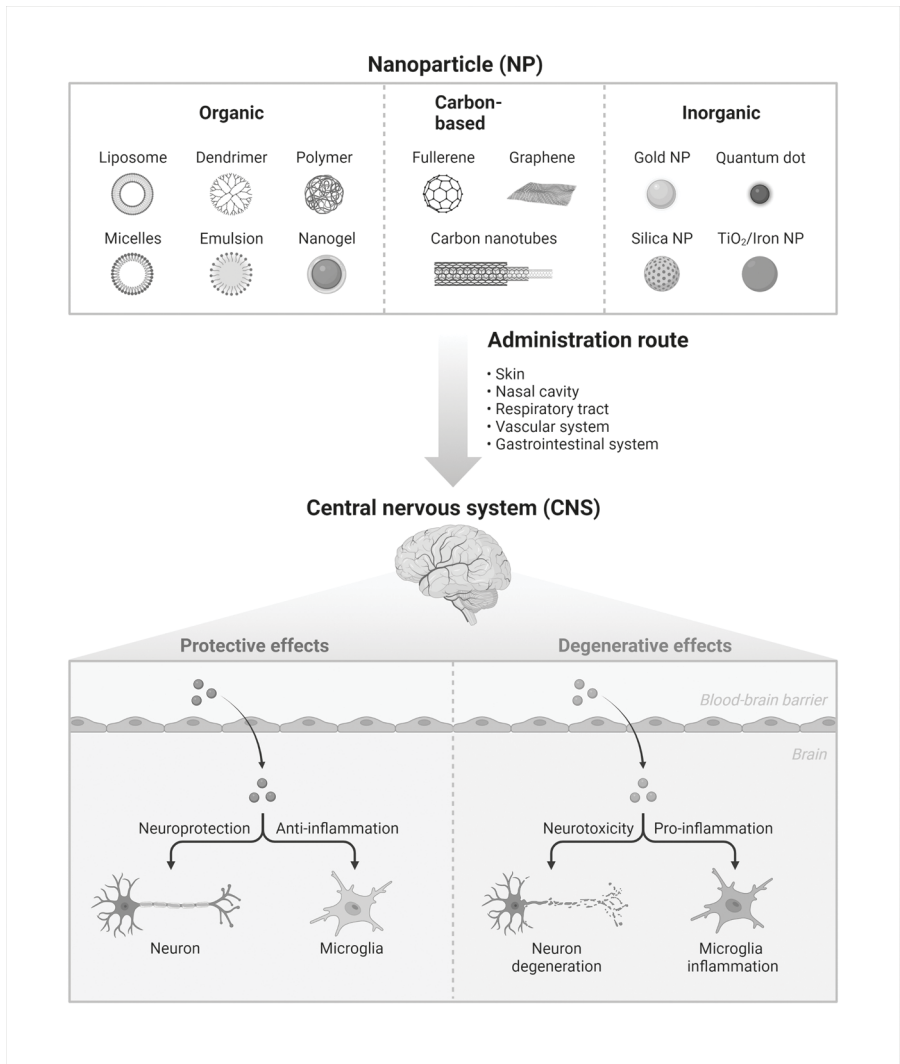 Nanoparticle (NP)
Organic
Carbon-
based
Inorganic
Liposome
Dendrimer
Polymer
Fullerene
Graphene
Gold NP
Quantum dot
Micelles
Emulsion
Nanogel
Carbon nanotubes
Silica NP
TiO₂/Iron NP
Administration route
• Skin
• Nasal cavity
• Respiratory tract
• Vascular system
• Gastrointestinal system
Central nervous system (CNS)
Protective effects
Degenerative effects
Blood-brain barrier
Brain
Neuroprotection
Anti-inflammation
Neurotoxicity
Pro-inflammation
Neuron
Microglia
Neuron
degeneration
Microglia
inflammation